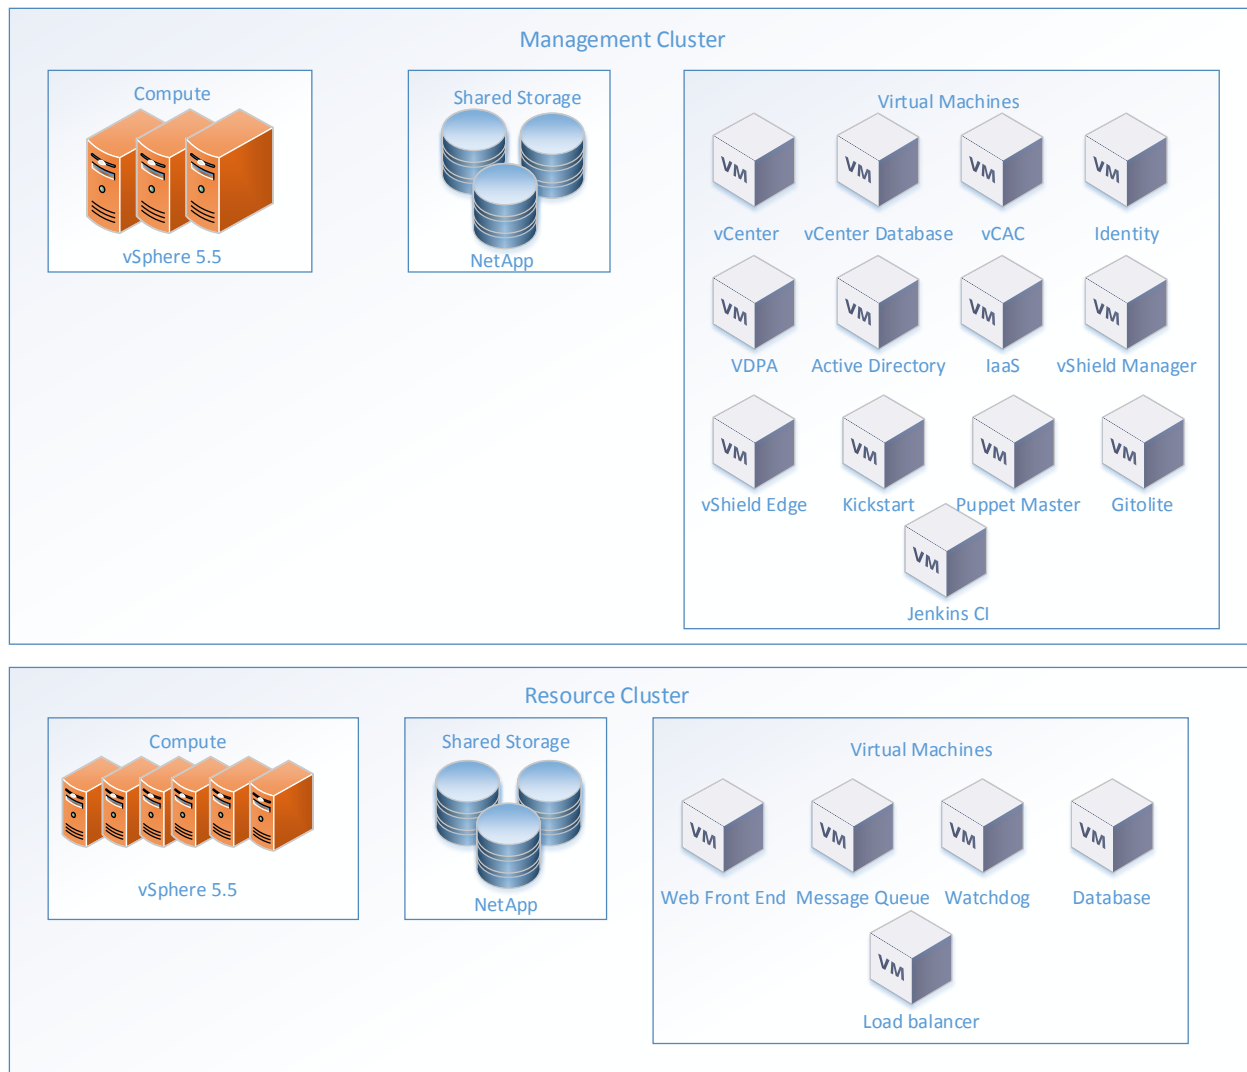 Management Cluster
Compute
vSphere 5.5
Shared Storage
NetApp
Virtual Machines
VM VM VM VM
vCenter vCenter Database vCAC Identity
VM VM VM VM
VDPA Active Directory IaaS vShield Manager
VM VM VM VM
vShield Edge Kickstart Puppet Master Gitolite
VM
Jenkins CI
Resource Cluster
Compute
vSphere 5.5
Shared Storage
NetApp
Virtual Machines
VM VM VM VM
Web Front End Message Queue Watchdog Database
VM
Load balancer